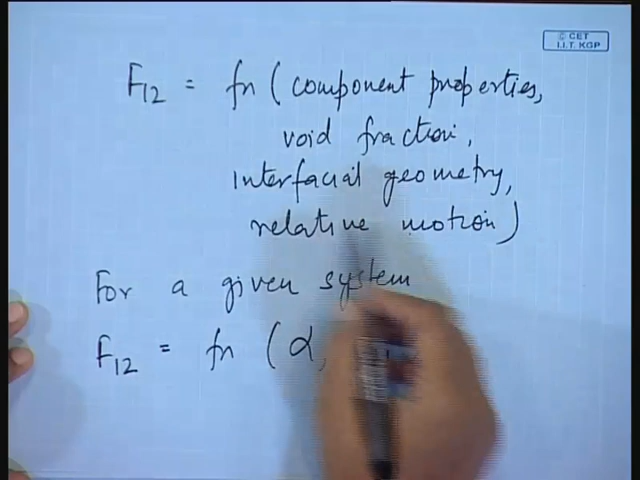 © CET
I.I.T. KGP
F12 = fn ( component properties,
void fraction,
interfacial geometry,
relative motion)
For a given system
F12 = fn ( α,